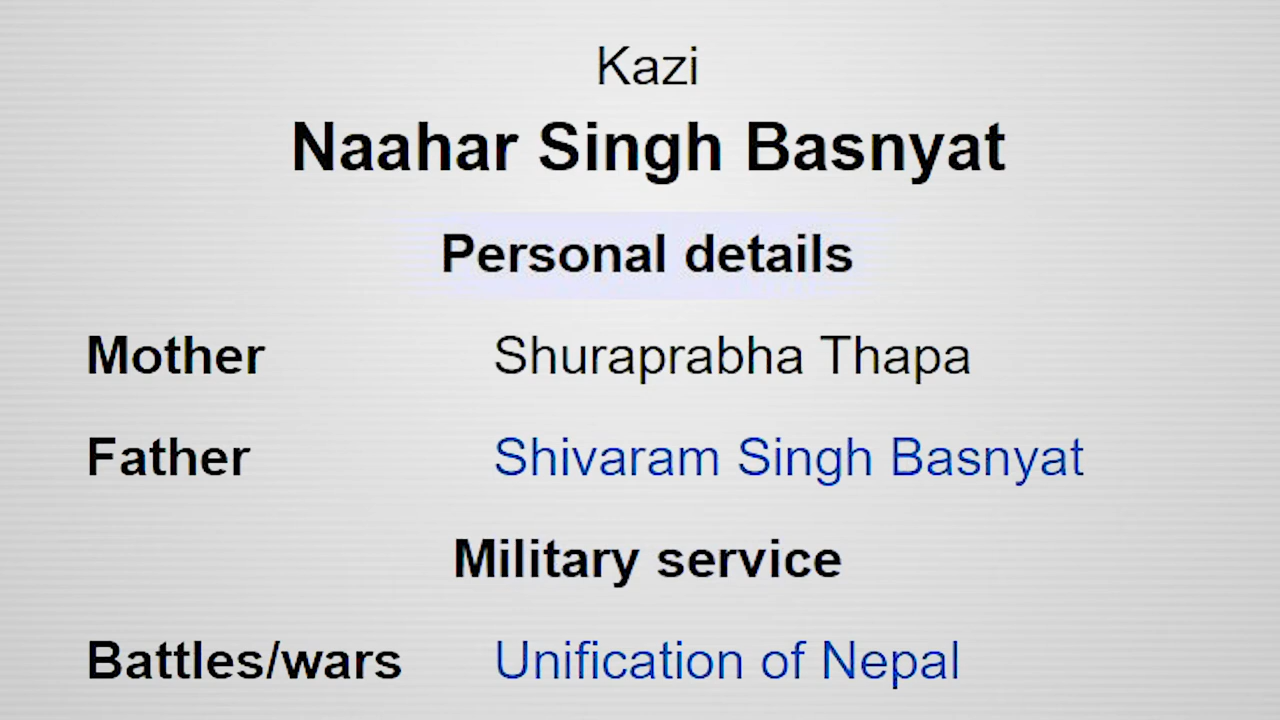 Kazi
Naahar Singh Basnyat
Personal details
Mother Shuraprabha Thapa
Father Shivaram Singh Basnyat
Military service
Battles/wars Unification of Nepal